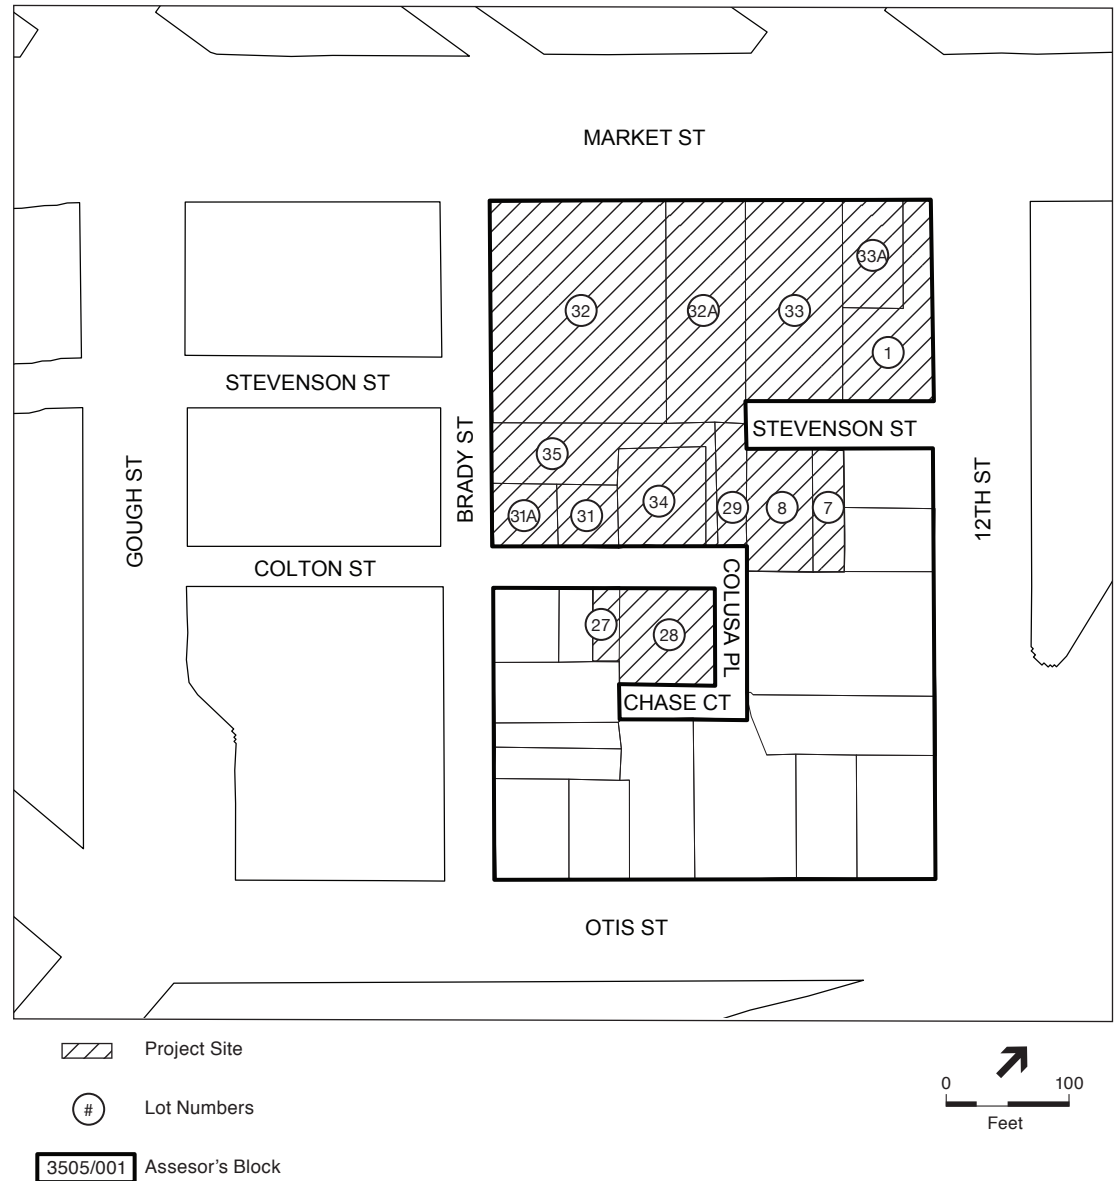 MARKET ST
33A
32
32A
33
1
STEVENSON ST
STEVENSON ST
35
BRADY ST
GOUGH ST
12TH ST
34
31A
31
29
8
7
COLTON ST
COLUSA PL
27
28
CHASE CT
OTIS ST
Project Site
# Lot Numbers
3505/001 Assesor's Block
0 100
Feet